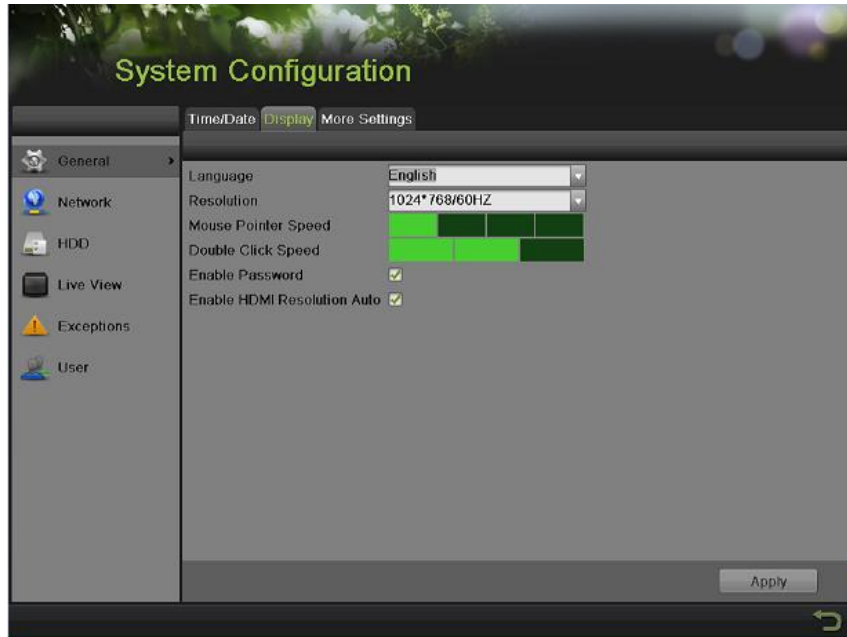 System Configuration
Time/Date Display More Settings
General
Network
HDD
Live View
Exceptions
User
Language English
Resolution 1024*768/60HZ
Mouse Pointer Speed
Double Click Speed
Enable Password
Enable HDMI Resolution Auto
Apply